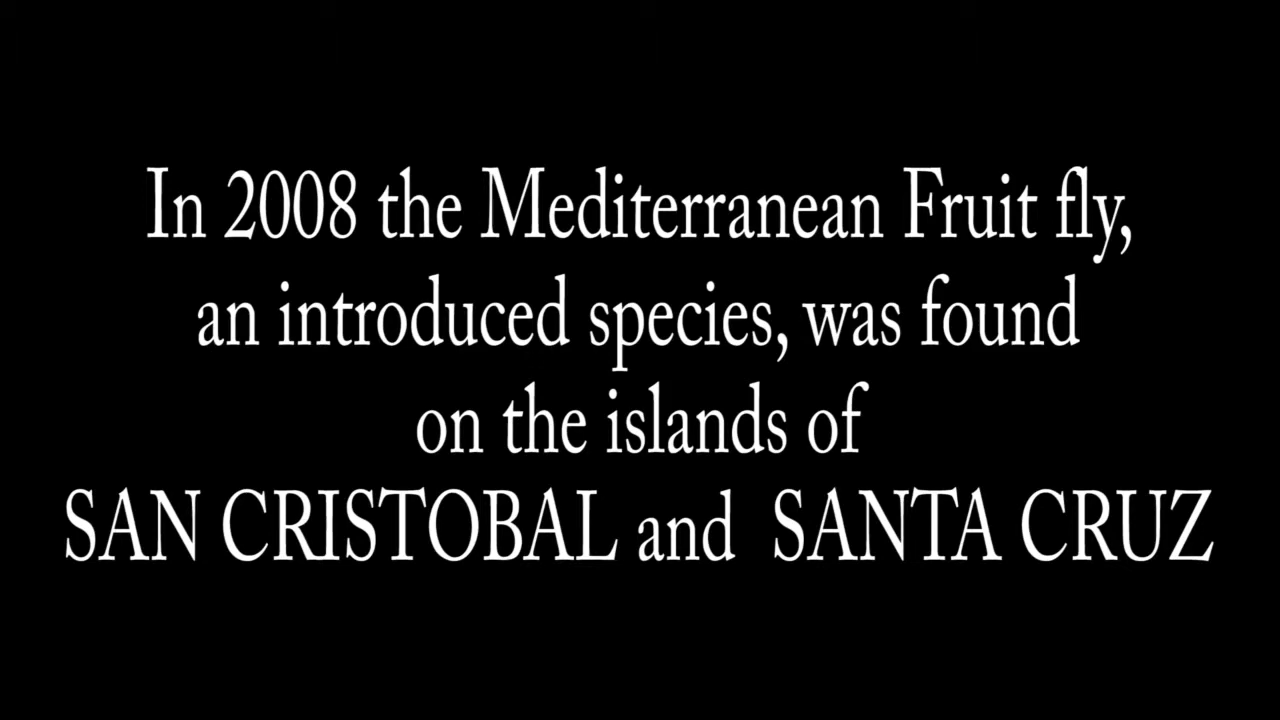 In 2008 the Mediterranean Fruit fly,
an introduced species, was found
on the islands of
SAN CRISTOBAL and SANTA CRUZ